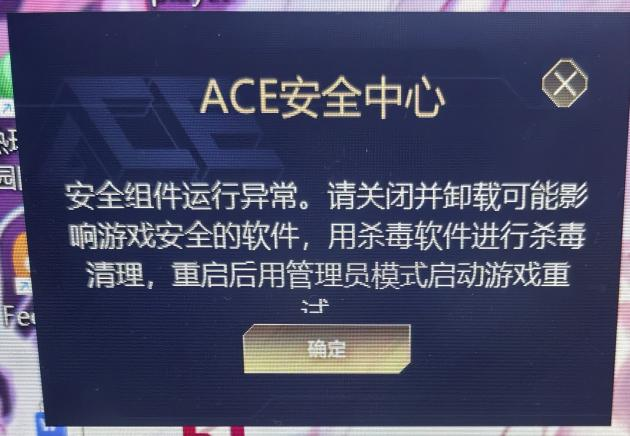 ACE安全中心
安全组件运行异常。请关闭并卸载可能影
响游戏安全的软件，用杀毒软件进行杀毒
清理，重启后用管理员模式启动游戏重
试
确定